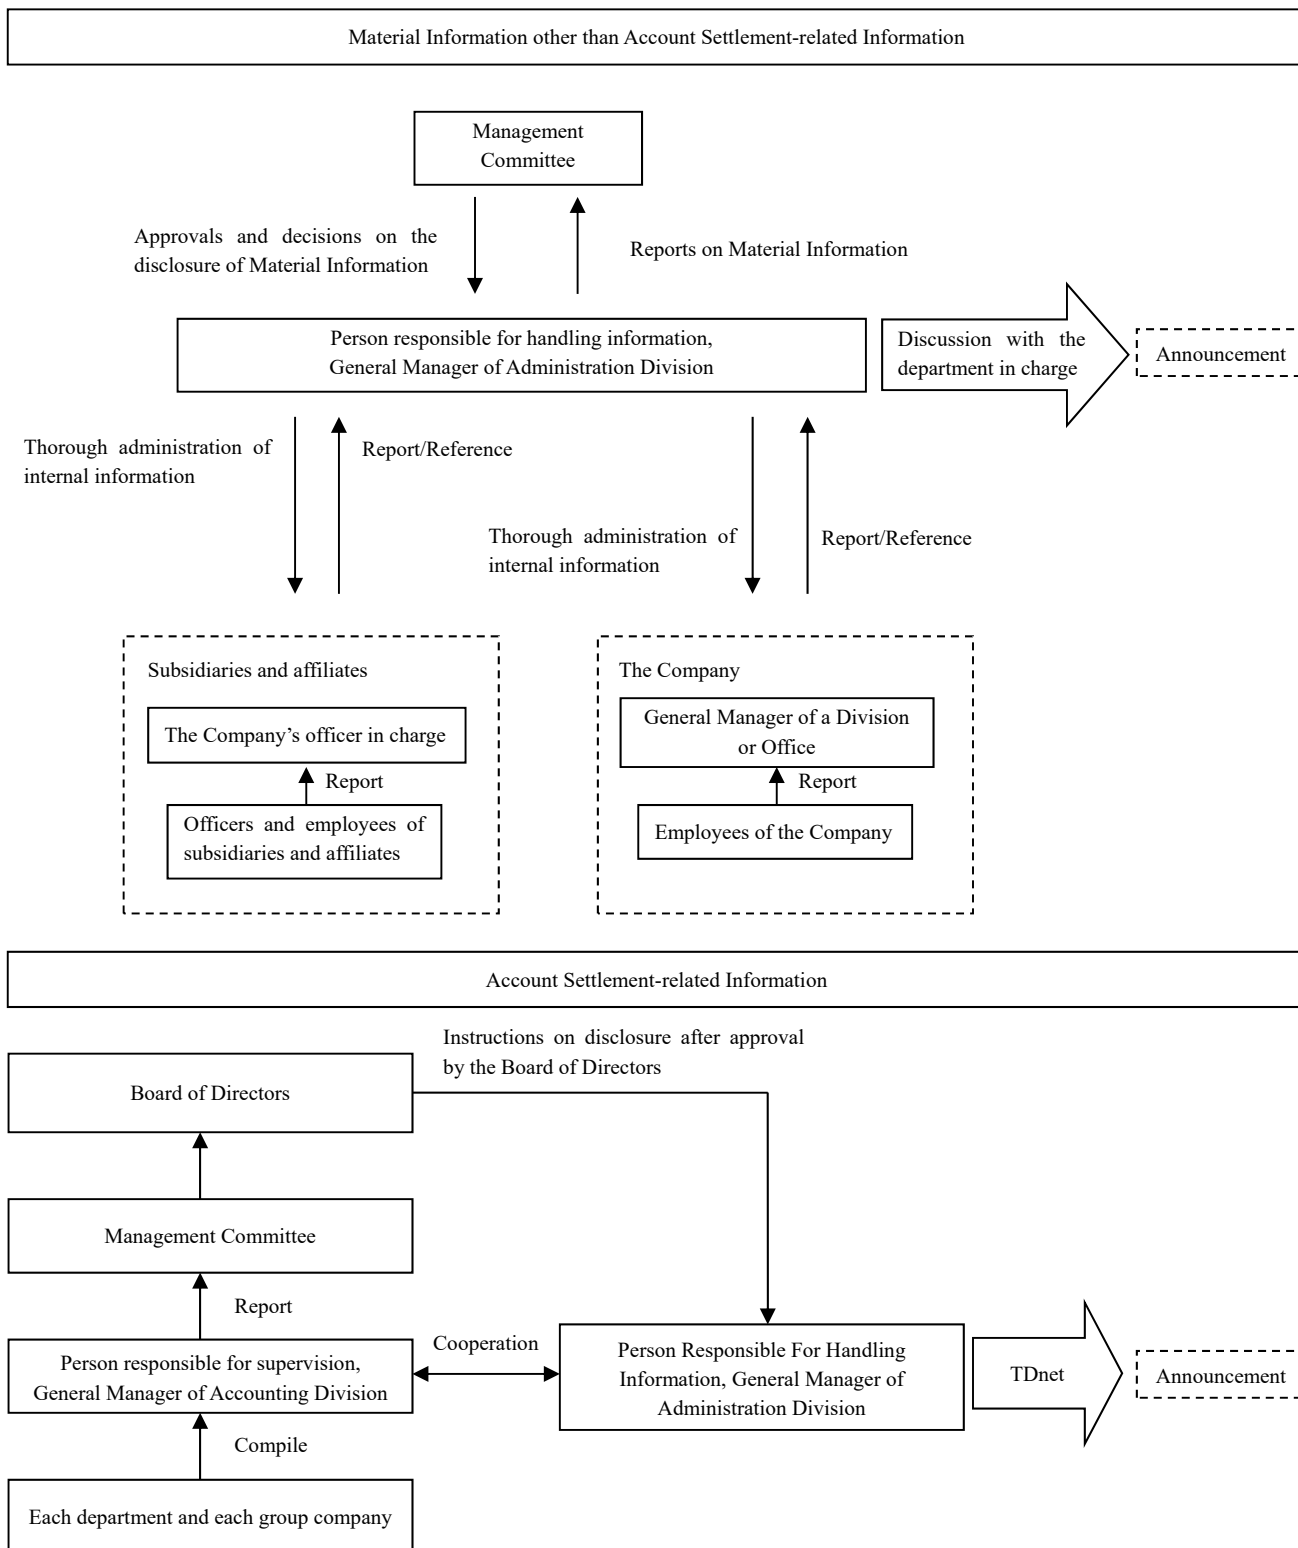 Material Information other than Account Settlement-related Information
Management
Committee
Approvals and decisions on the
disclosure of Material Information
Reports on Material Information
Person responsible for handling information,
General Manager of Administration Division
Discussion with the
department in charge
Announcement
Thorough administration of
internal information
Report/Reference
Thorough administration of
internal information
Report/Reference
Subsidiaries and affiliates
The Company’s officer in charge
Report
Officers and employees of
subsidiaries and affiliates
The Company
General Manager of a Division
or Office
Report
Employees of the Company
Account Settlement-related Information
Instructions on disclosure after approval
by the Board of Directors
Board of Directors
Management Committee
Report
Person responsible for supervision,
General Manager of Accounting Division
Cooperation
Person Responsible For Handling
Information, General Manager of
Administration Division
TDnet
Announcement
Compile
Each department and each group company